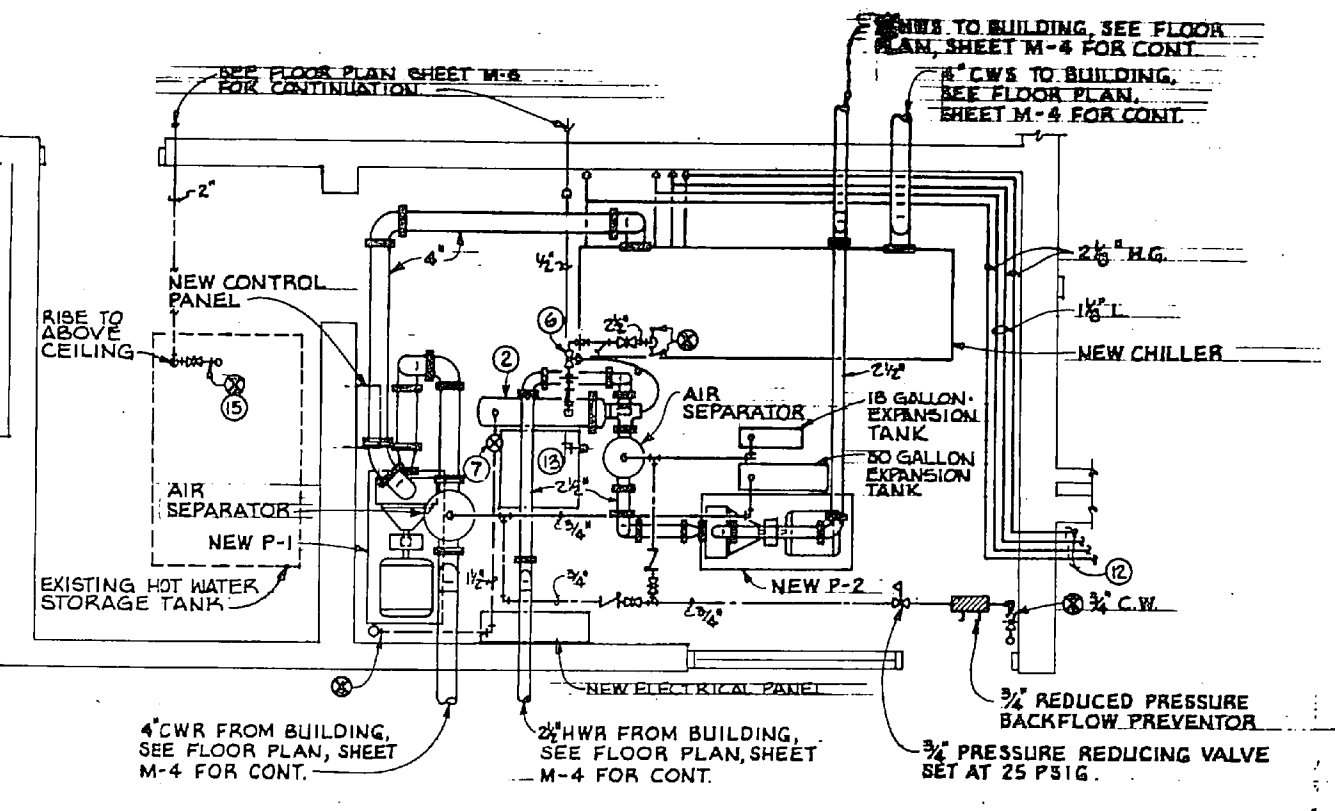 HWS TO BUILDING, SEE FLOOR
PLAN, SHEET M-4 FOR CONT.
SEE FLOOR PLAN SHEET M-6
FOR CONTINUATION
4" CWS TO BUILDING,
SEE FLOOR PLAN,
SHEET M-4 FOR CONT.
2"
4"
1/2"
2 1/8" H.G.
NEW CONTROL
PANEL
RISE TO
ABOVE
CEILING
6
2 1/2"
1 1/8" L.
NEW CHILLER
2
2 1/2"
AIR
SEPARATOR
18 GALLON
EXPANSION
TANK
15
7
13
30 GALLON
EXPANSION
TANK
2 1/2"
AIR
SEPARATOR
3/4"
NEW P-1
12
1 1/2"
3/4"
NEW P-2
EXISTING HOT WATER
STORAGE TANK
3/4"
3/4" C.W.
NEW ELECTRICAL PANEL
3/4" REDUCED PRESSURE
BACKFLOW PREVENTOR
4" CWR FROM BUILDING,
SEE FLOOR PLAN, SHEET
M-4 FOR CONT.
2 1/2" HWR FROM BUILDING,
SEE FLOOR PLAN, SHEET
M-4 FOR CONT.
3/4" PRESSURE REDUCING VALVE
SET AT 25 PSIG.